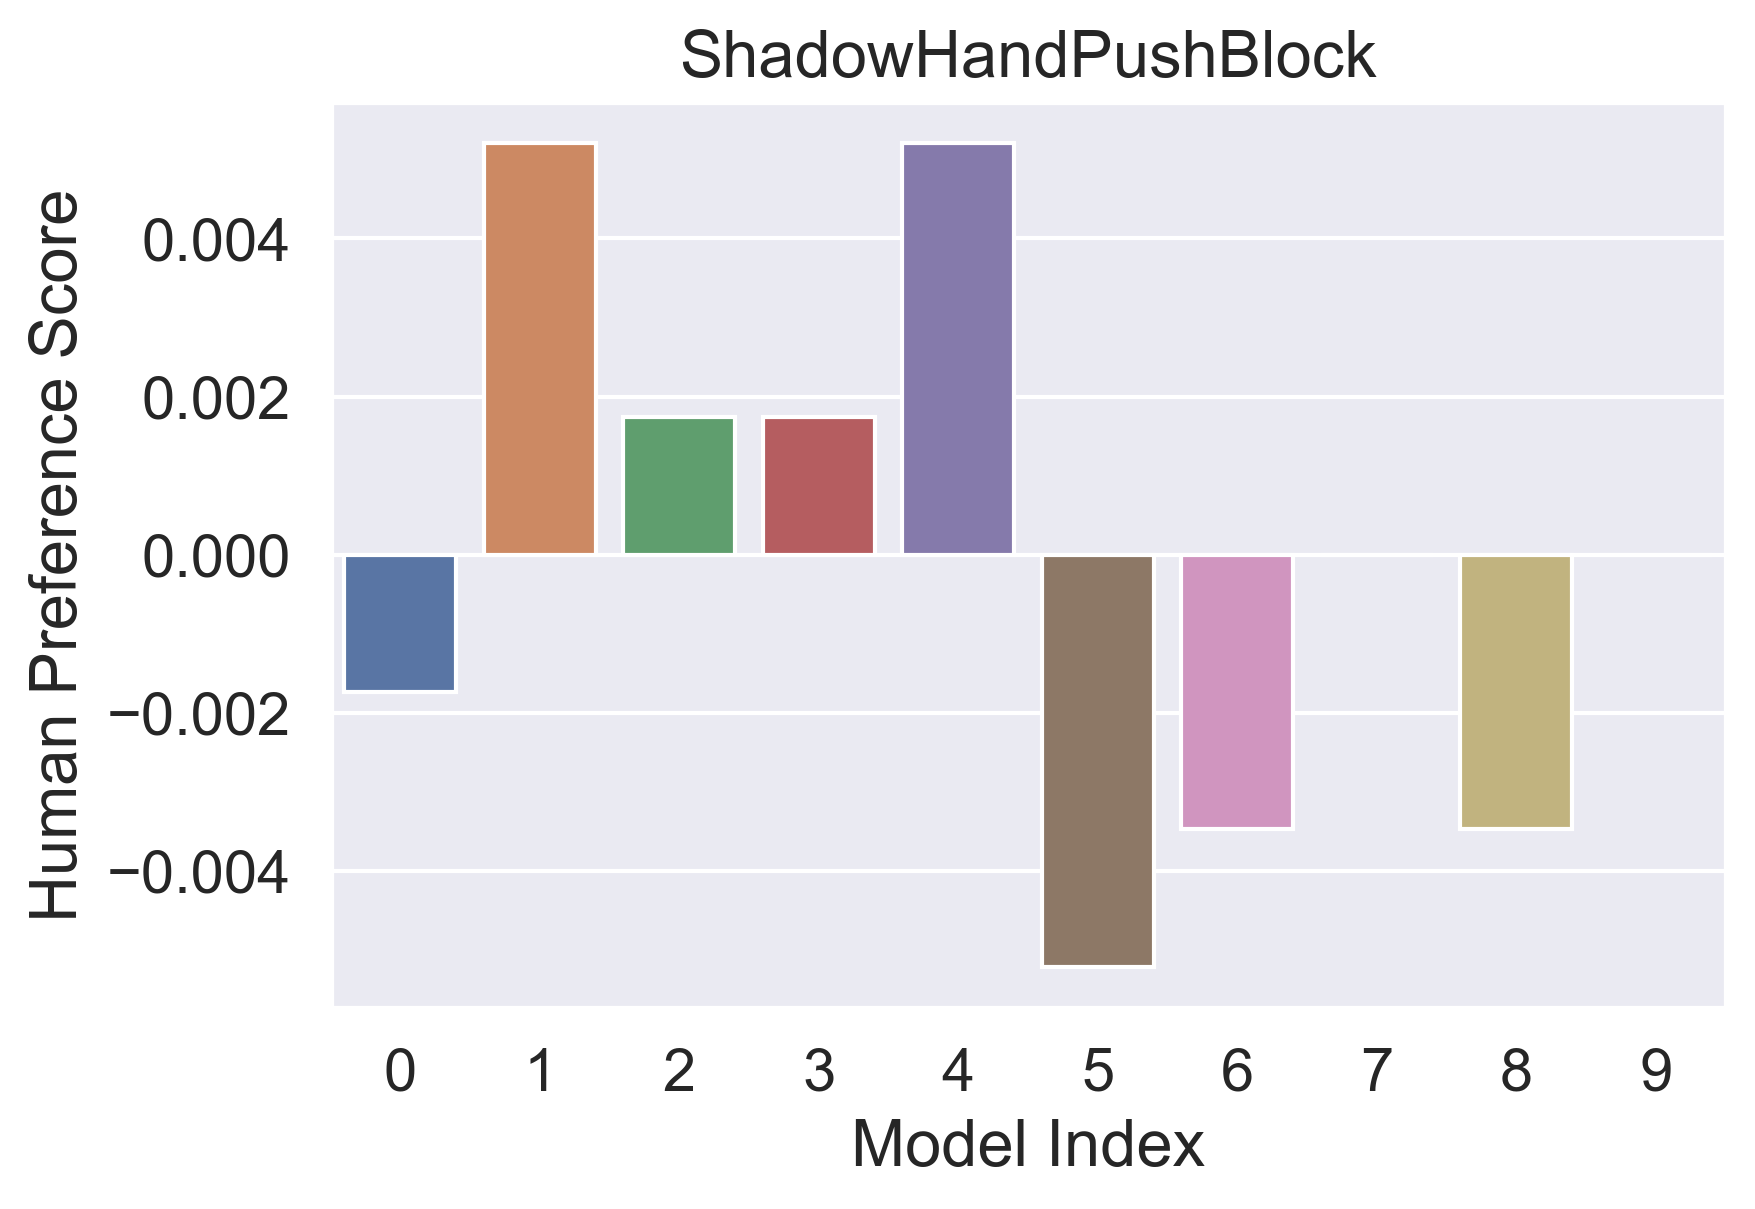 ShadowHandPushBlock
Human Preference Score
0.004
0.002
0.000
−0.002
−0.004
0 1 2 3 4 5 6 7 8 9
Model Index